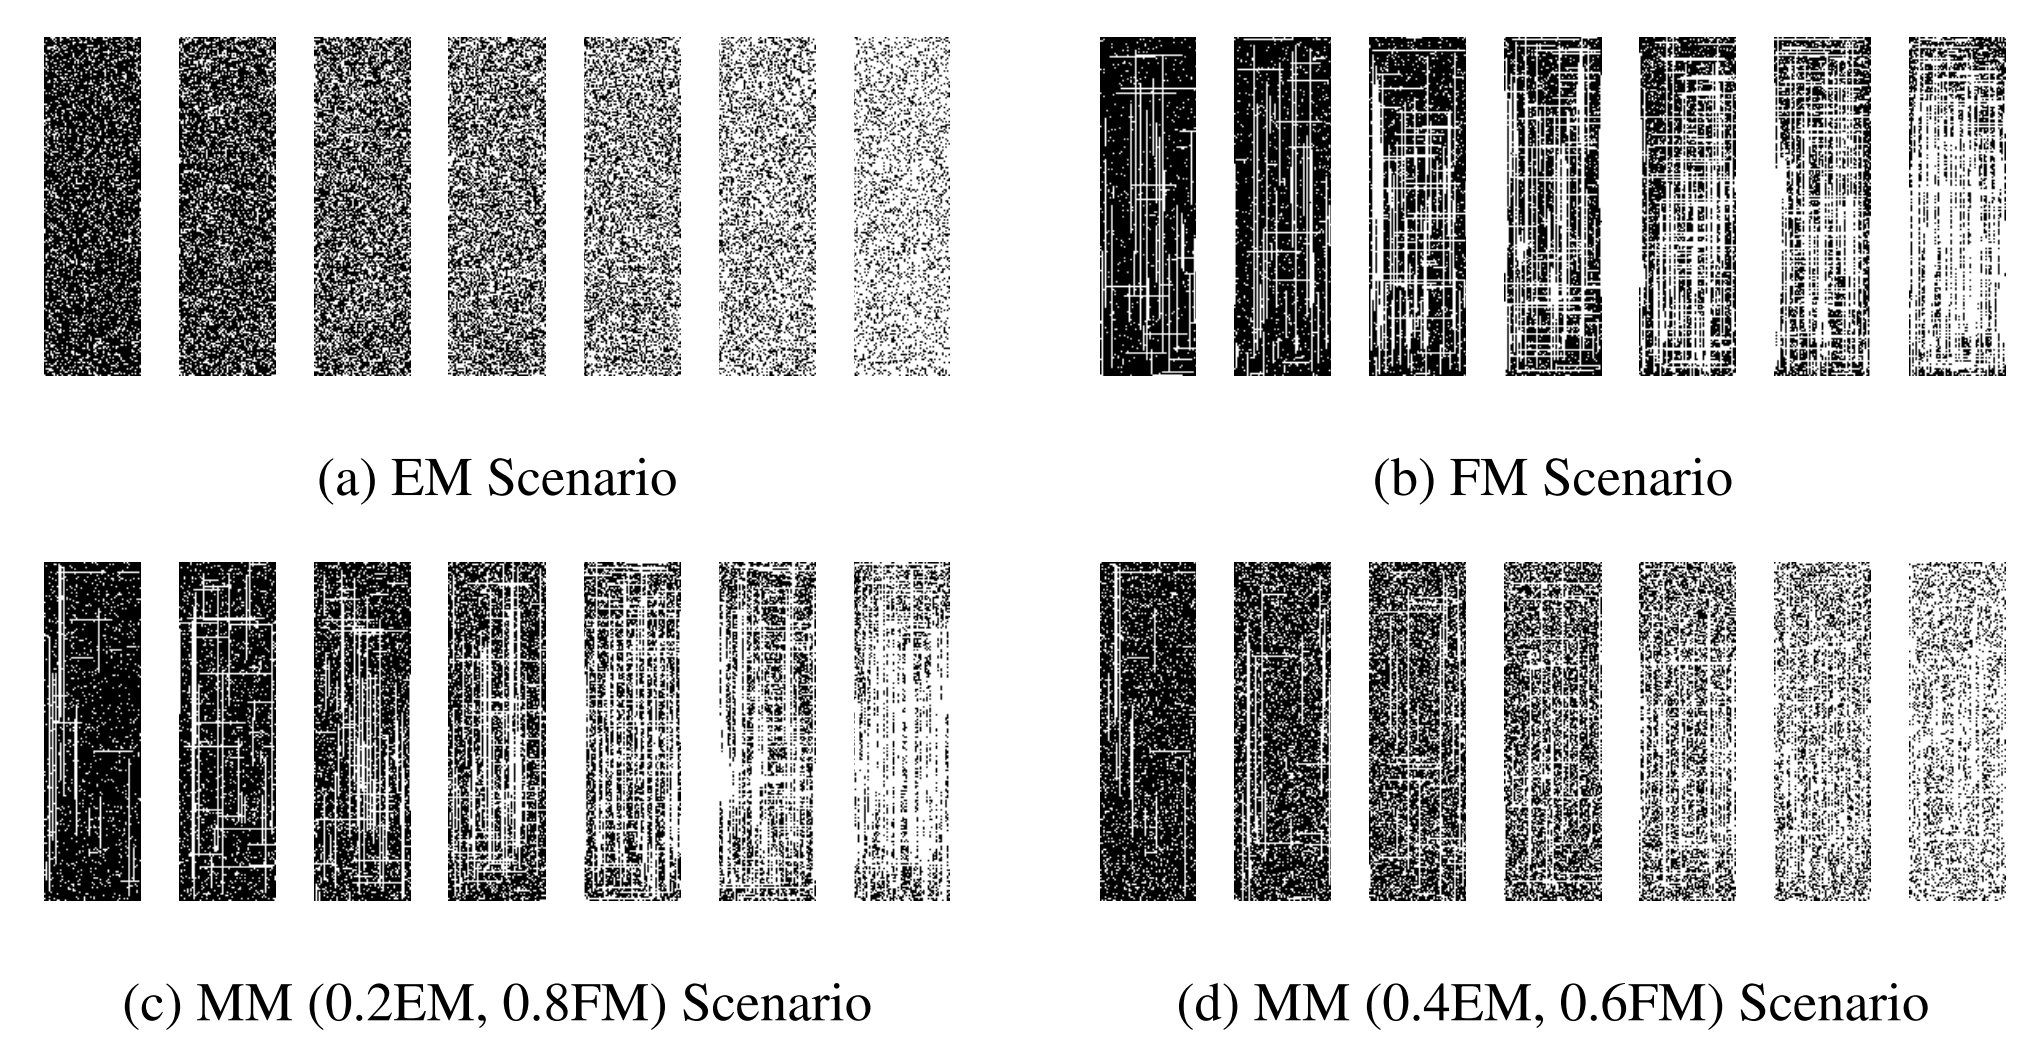 (a) EM Scenario
(b) FM Scenario
(c) MM (0.2EM, 0.8FM) Scenario
(d) MM (0.4EM, 0.6FM) Scenario